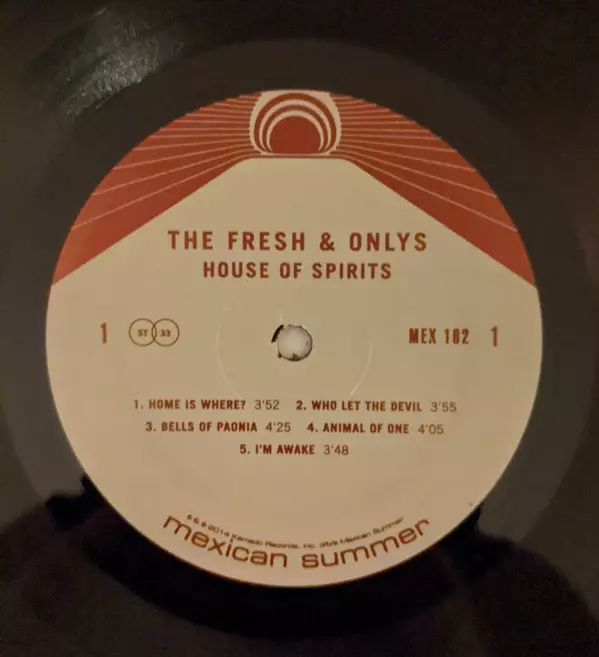 THE FRESH & ONLYS
HOUSE OF SPIRITS
1 ST 33 MEX 182 1
1. HOME IS WHERE? 3'52 2. WHO LET THE DEVIL 3'55
3. BELLS OF PAONIA 4'25 4. ANIMAL OF ONE 4'05
5. I'M AWAKE 3'48
℗ & © 2014 Kemado Records, Inc. d/b/a Mexican Summer
mexican summer